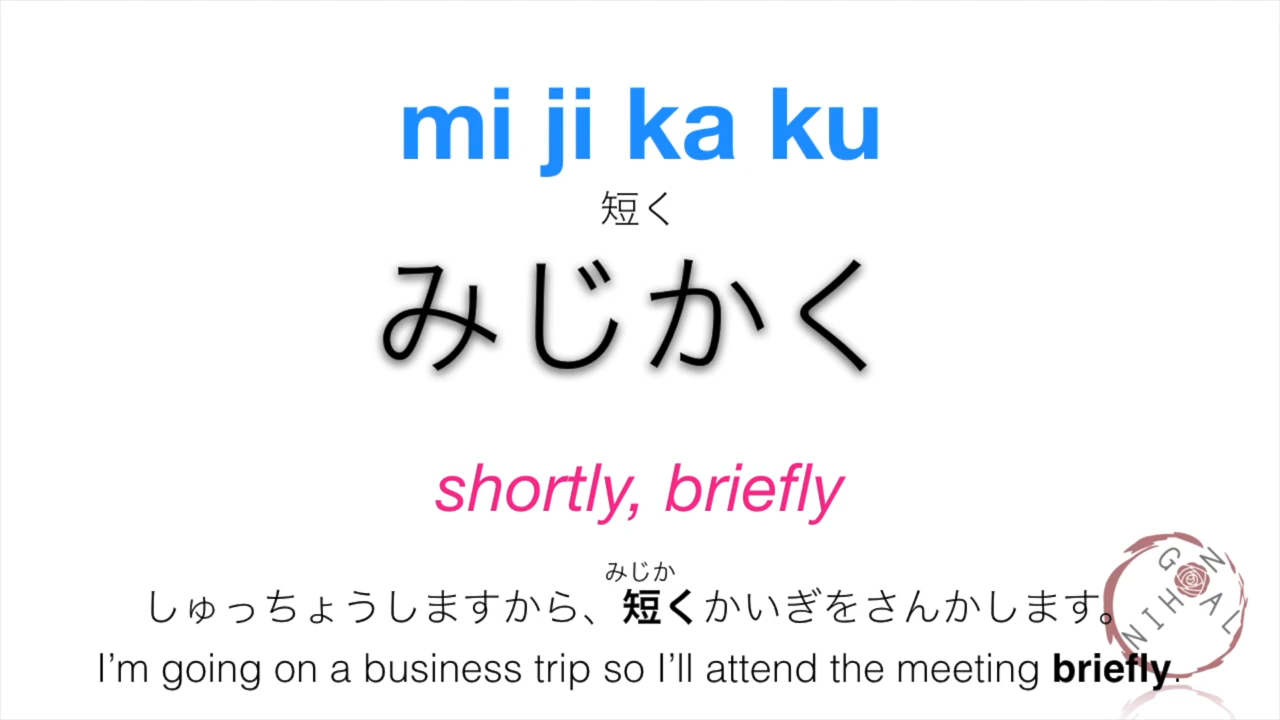 mi ji ka ku
短く
みじかく
shortly, briefly
みじか
しゅっちょうしますから、短くかいぎをさんかします。
I'm going on a business trip so I'll attend the meeting briefly.
NIHONGOAL